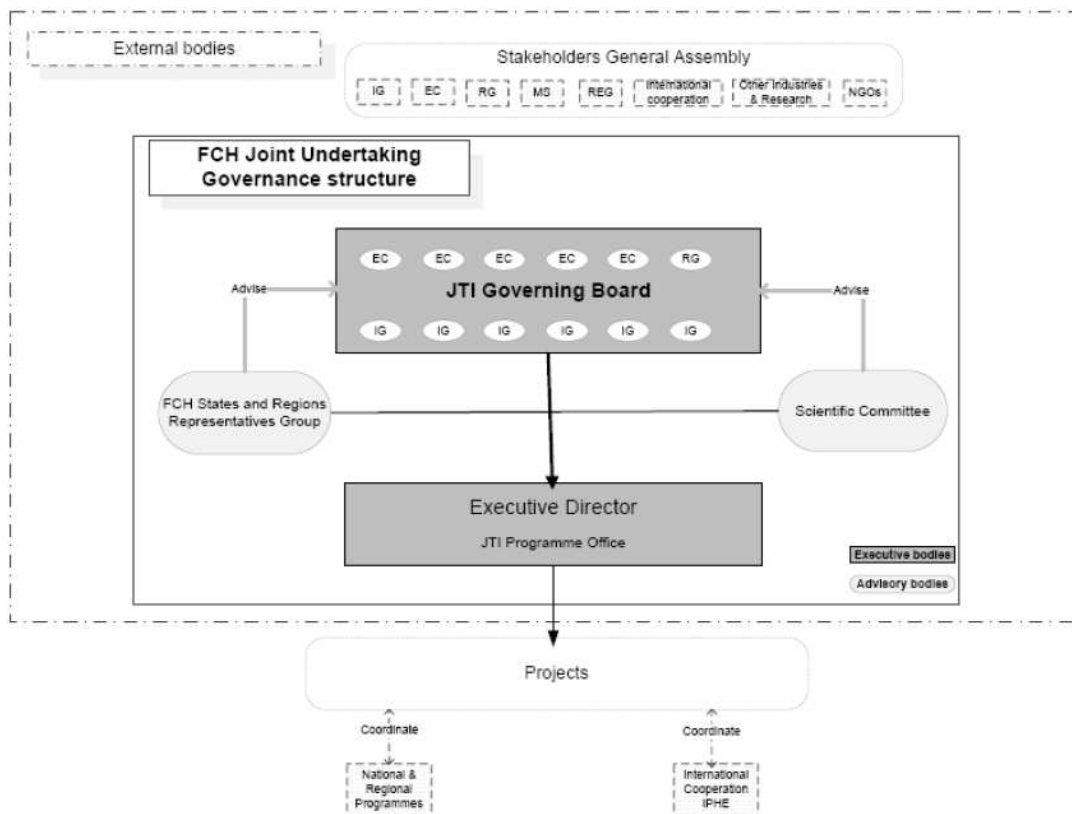 External bodies
Stakeholders General Assembly
IG
EC
RG
MS
REG
International
cooperation
Other Industries
& Research
NGOs
FCH Joint Undertaking
Governance structure
EC
EC
EC
EC
EC
RG
JTI Governing Board
IG
IG
IG
IG
IG
IG
Advise
Advise
FCH States and Regions
Representatives Group
Scientific Committee
Executive Director
JTI Programme Office
Executive bodies
Advisory bodies
Projects
Coordinate
Coordinate
National &
Regional
Programmes
International
Cooperation
IPHE